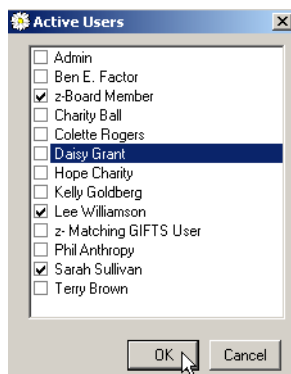 Active Users
Admin
Ben E. Factor
z-Board Member
Charity Ball
Colette Rogers
Daisy Grant
Hope Charity
Kelly Goldberg
Lee Williamson
z- Matching GIFTS User
Phil Anthropy
Sarah Sullivan
Terry Brown
OK
Cancel